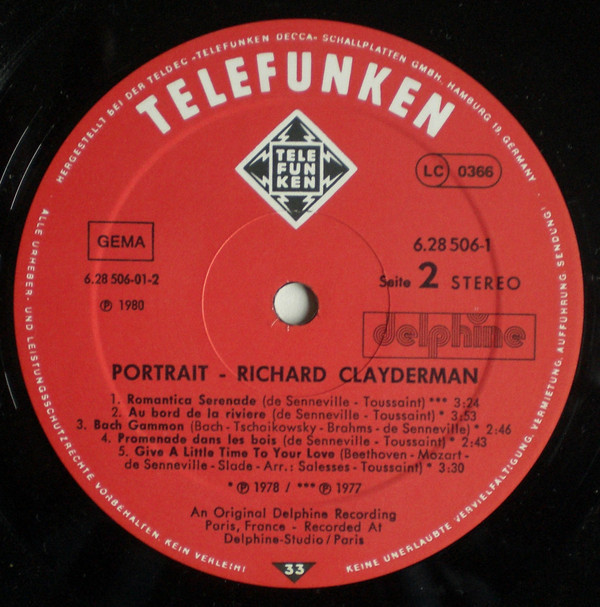 HERGESTELLT BEI DER TELDEC »TELEFUNKEN DECCA« SCHALLPLATTEN GMBH, HAMBURG 19, GERMANY
TELEFUNKEN
TELE
FUN
KEN
LC 0366
GEMA
6.28 506-1
6.28 506-01-2
Seite 2 STEREO
℗ 1980
delphine
PORTRAIT - RICHARD CLAYDERMAN
1. Romantica Serenade (de Senneville - Toussaint) *** 3:24
2. Au bord de la riviere (de Senneville - Toussaint) * 3:53
3. Bach Gammon (Bach - Tschaikowsky - Brahms - de Senneville) * 2:46
4. Promenade dans les bois (de Senneville - Toussaint) * 2:43
5. Give A Little Time To Your Love (Beethoven - Mozart -
de Senneville - Slade - Arr.: Salesses - Toussaint) * 3:30
* ℗ 1978 / *** ℗ 1977
An Original Delphine Recording
Paris, France - Recorded At
Delphine-Studio/Paris
33
ALLE URHEBER- UND LEISTUNGSSCHUTZRECHTE VORBEHALTEN. KEIN VERLEIH!
KEINE UNERLAUBTE VERVIELFÄLTIGUNG, VERMIETUNG, AUFFÜHRUNG, SENDUNG!